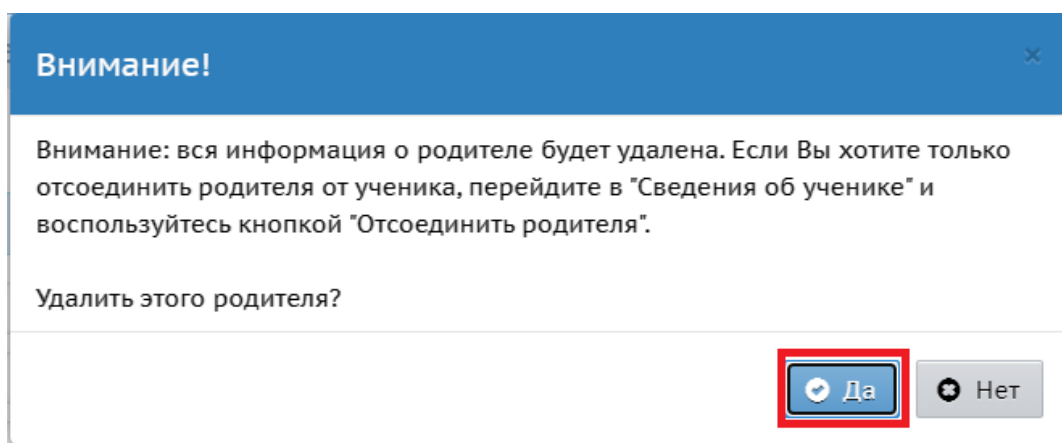 Внимание!
Внимание: вся информация о родителе будет удалена. Если Вы хотите только
отсоединить родителя от ученика, перейдите в "Сведения об ученике" и
воспользуйтесь кнопкой "Отсоединить родителя".
Удалить этого родителя?
Да Нет